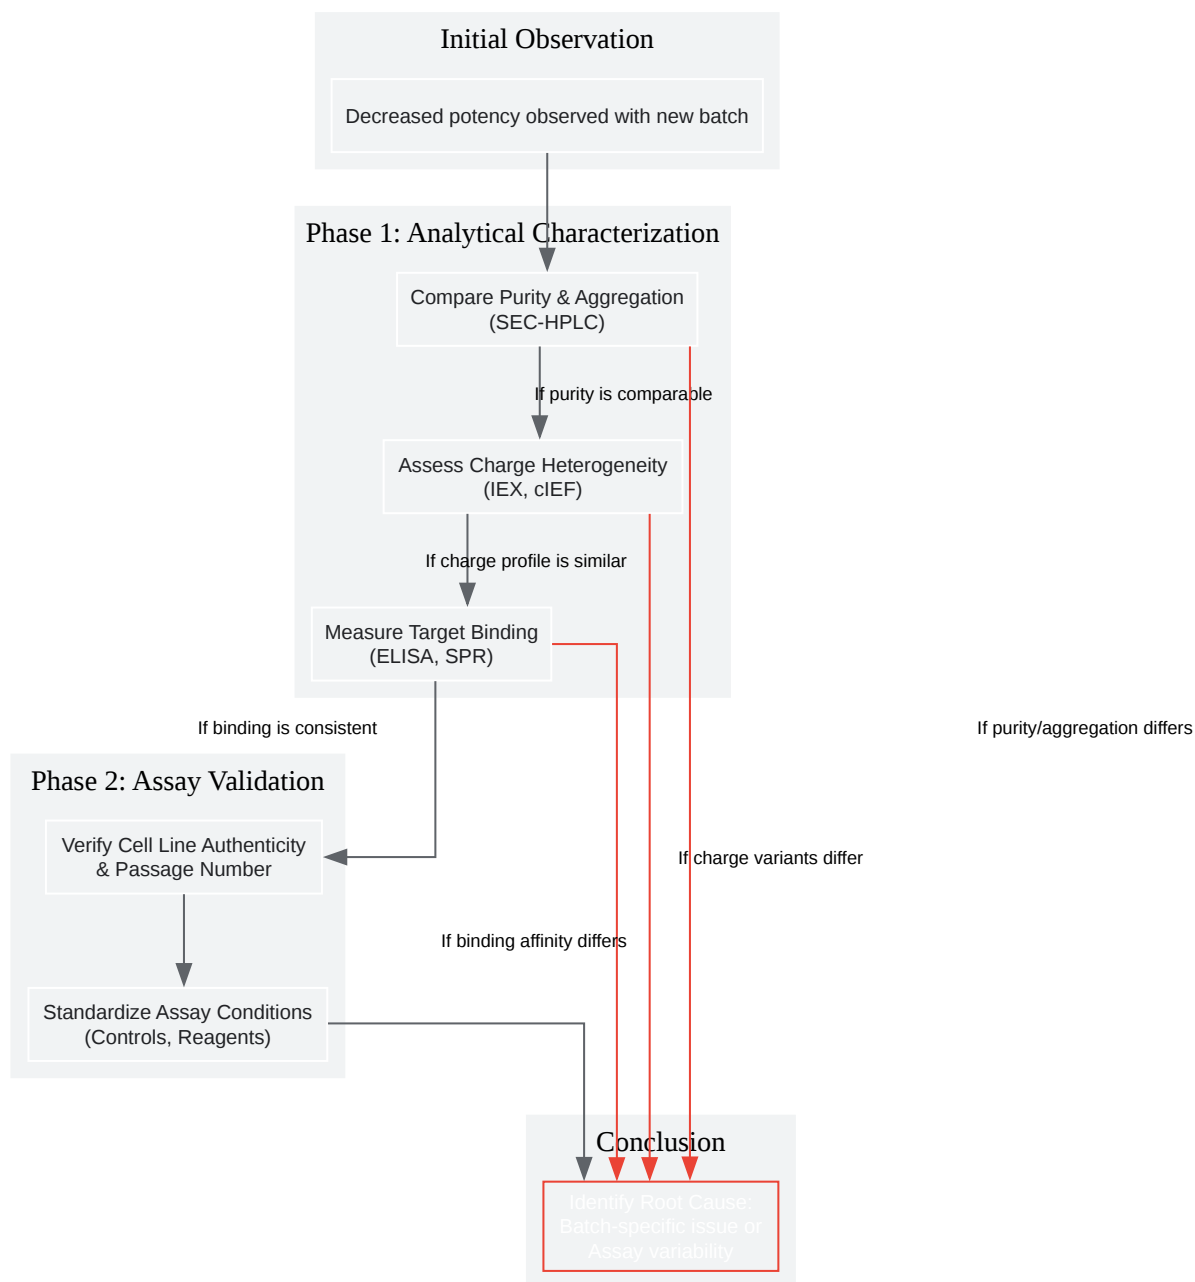 Initial Observation
Decreased potency observed with new batch
Phase 1: Analytical Characterization
Compare Purity & Aggregation
(SEC-HPLC)
If purity is comparable
Assess Charge Heterogeneity
(IEX, cIEF)
If charge profile is similar
Measure Target Binding
(ELISA, SPR)
If binding is consistent
If purity/aggregation differs
Phase 2: Assay Validation
Verify Cell Line Authenticity
& Passage Number
If charge variants differ
If binding affinity differs
Standardize Assay Conditions
(Controls, Reagents)
Conclusion
Identify Root Cause:
Batch-specific issue or
Assay variability